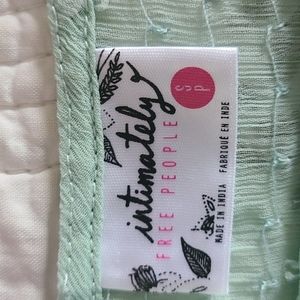 intimately
FREE PEOPLE
S
P
MADE IN INDIA FABRIQUÉ EN INDE